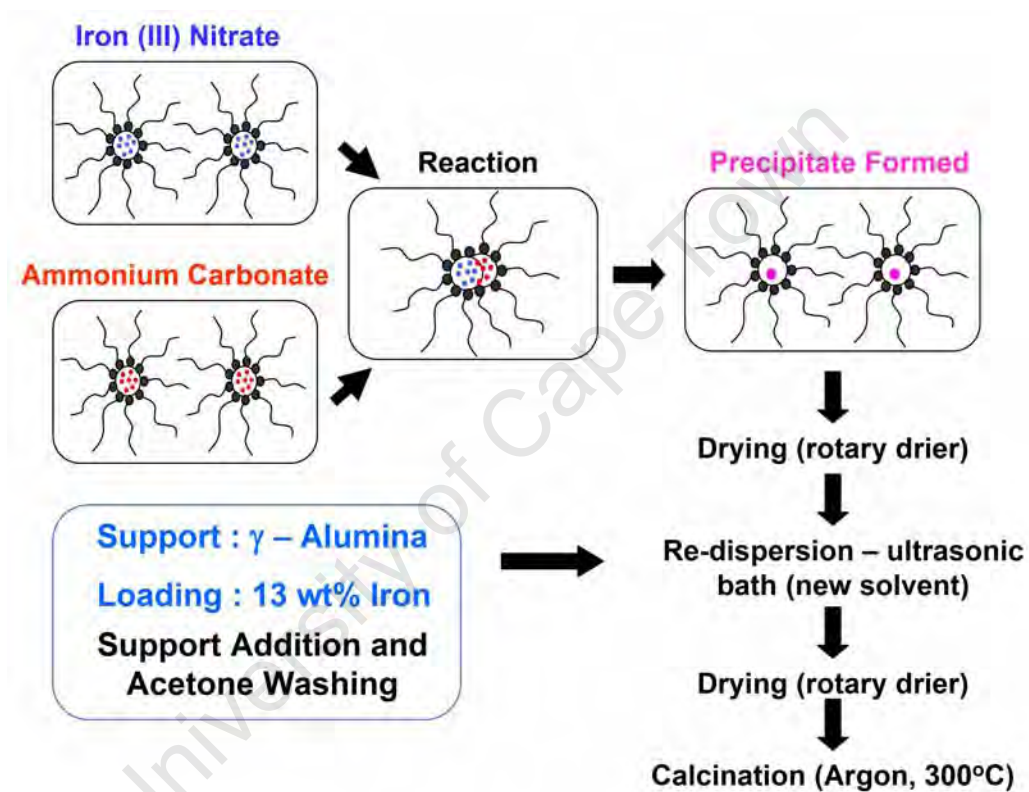 Iron (III) Nitrate
Reaction
Precipitate Formed
Ammonium Carbonate
Drying (rotary drier)
Support : γ – Alumina
Loading : 13 wt% Iron
Support Addition and
Acetone Washing
Re-dispersion – ultrasonic
bath (new solvent)
Drying (rotary drier)
Calcination (Argon, 300ºC)
University of Cape Town